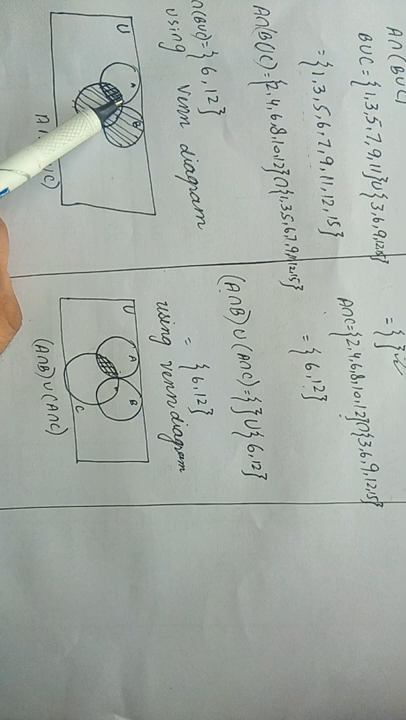 A∩(B∪C)
B∪C={1,3,5,7,9,11}∪{3,6,9,12,15}
={1,3,5,6,7,9,11,12,15}
A∩(B∪C)={2,4,6,8,10,12}∩{1,3,5,6,7,9,11,12,15}
∩(B∪C)={6,12}
using venn diagram
U
A
B
={ }
A∩C={2,4,6,8,10,12}∩{3,6,9,12,15}
={6,12}
(A∩B)∪(A∩C)={ }∪{6,12}
={6,12}
using venn diagram
U
A
B
C
(A∩B)∪(A∩C)